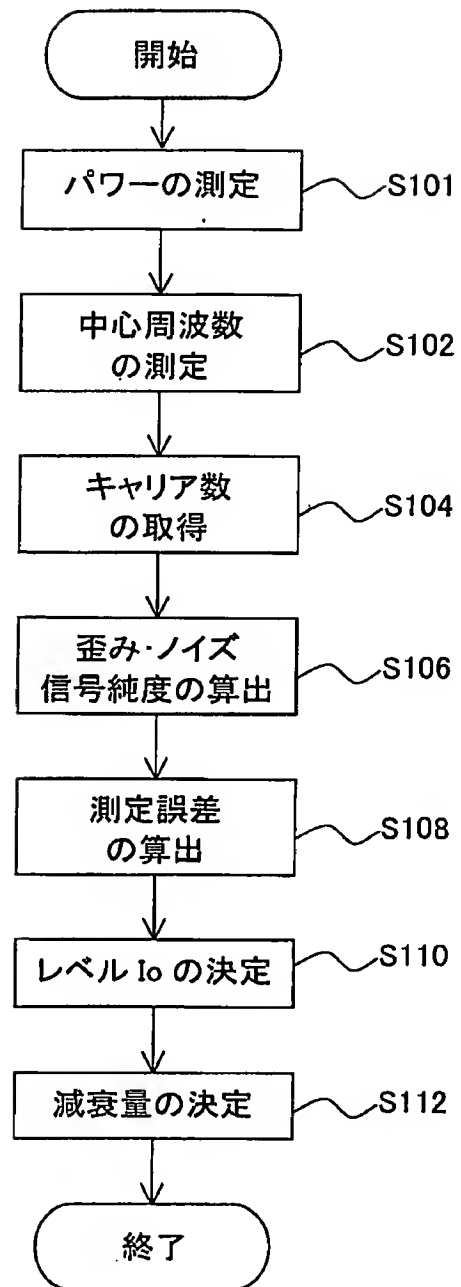 開始
パワーの測定
S101
中心周波数
の測定
S102
キャリア数
の取得
S104
歪み・ノイズ
信号純度の算出
S106
測定誤差
の算出
S108
レベル Io の決定
S110
減衰量の決定
S112
終了